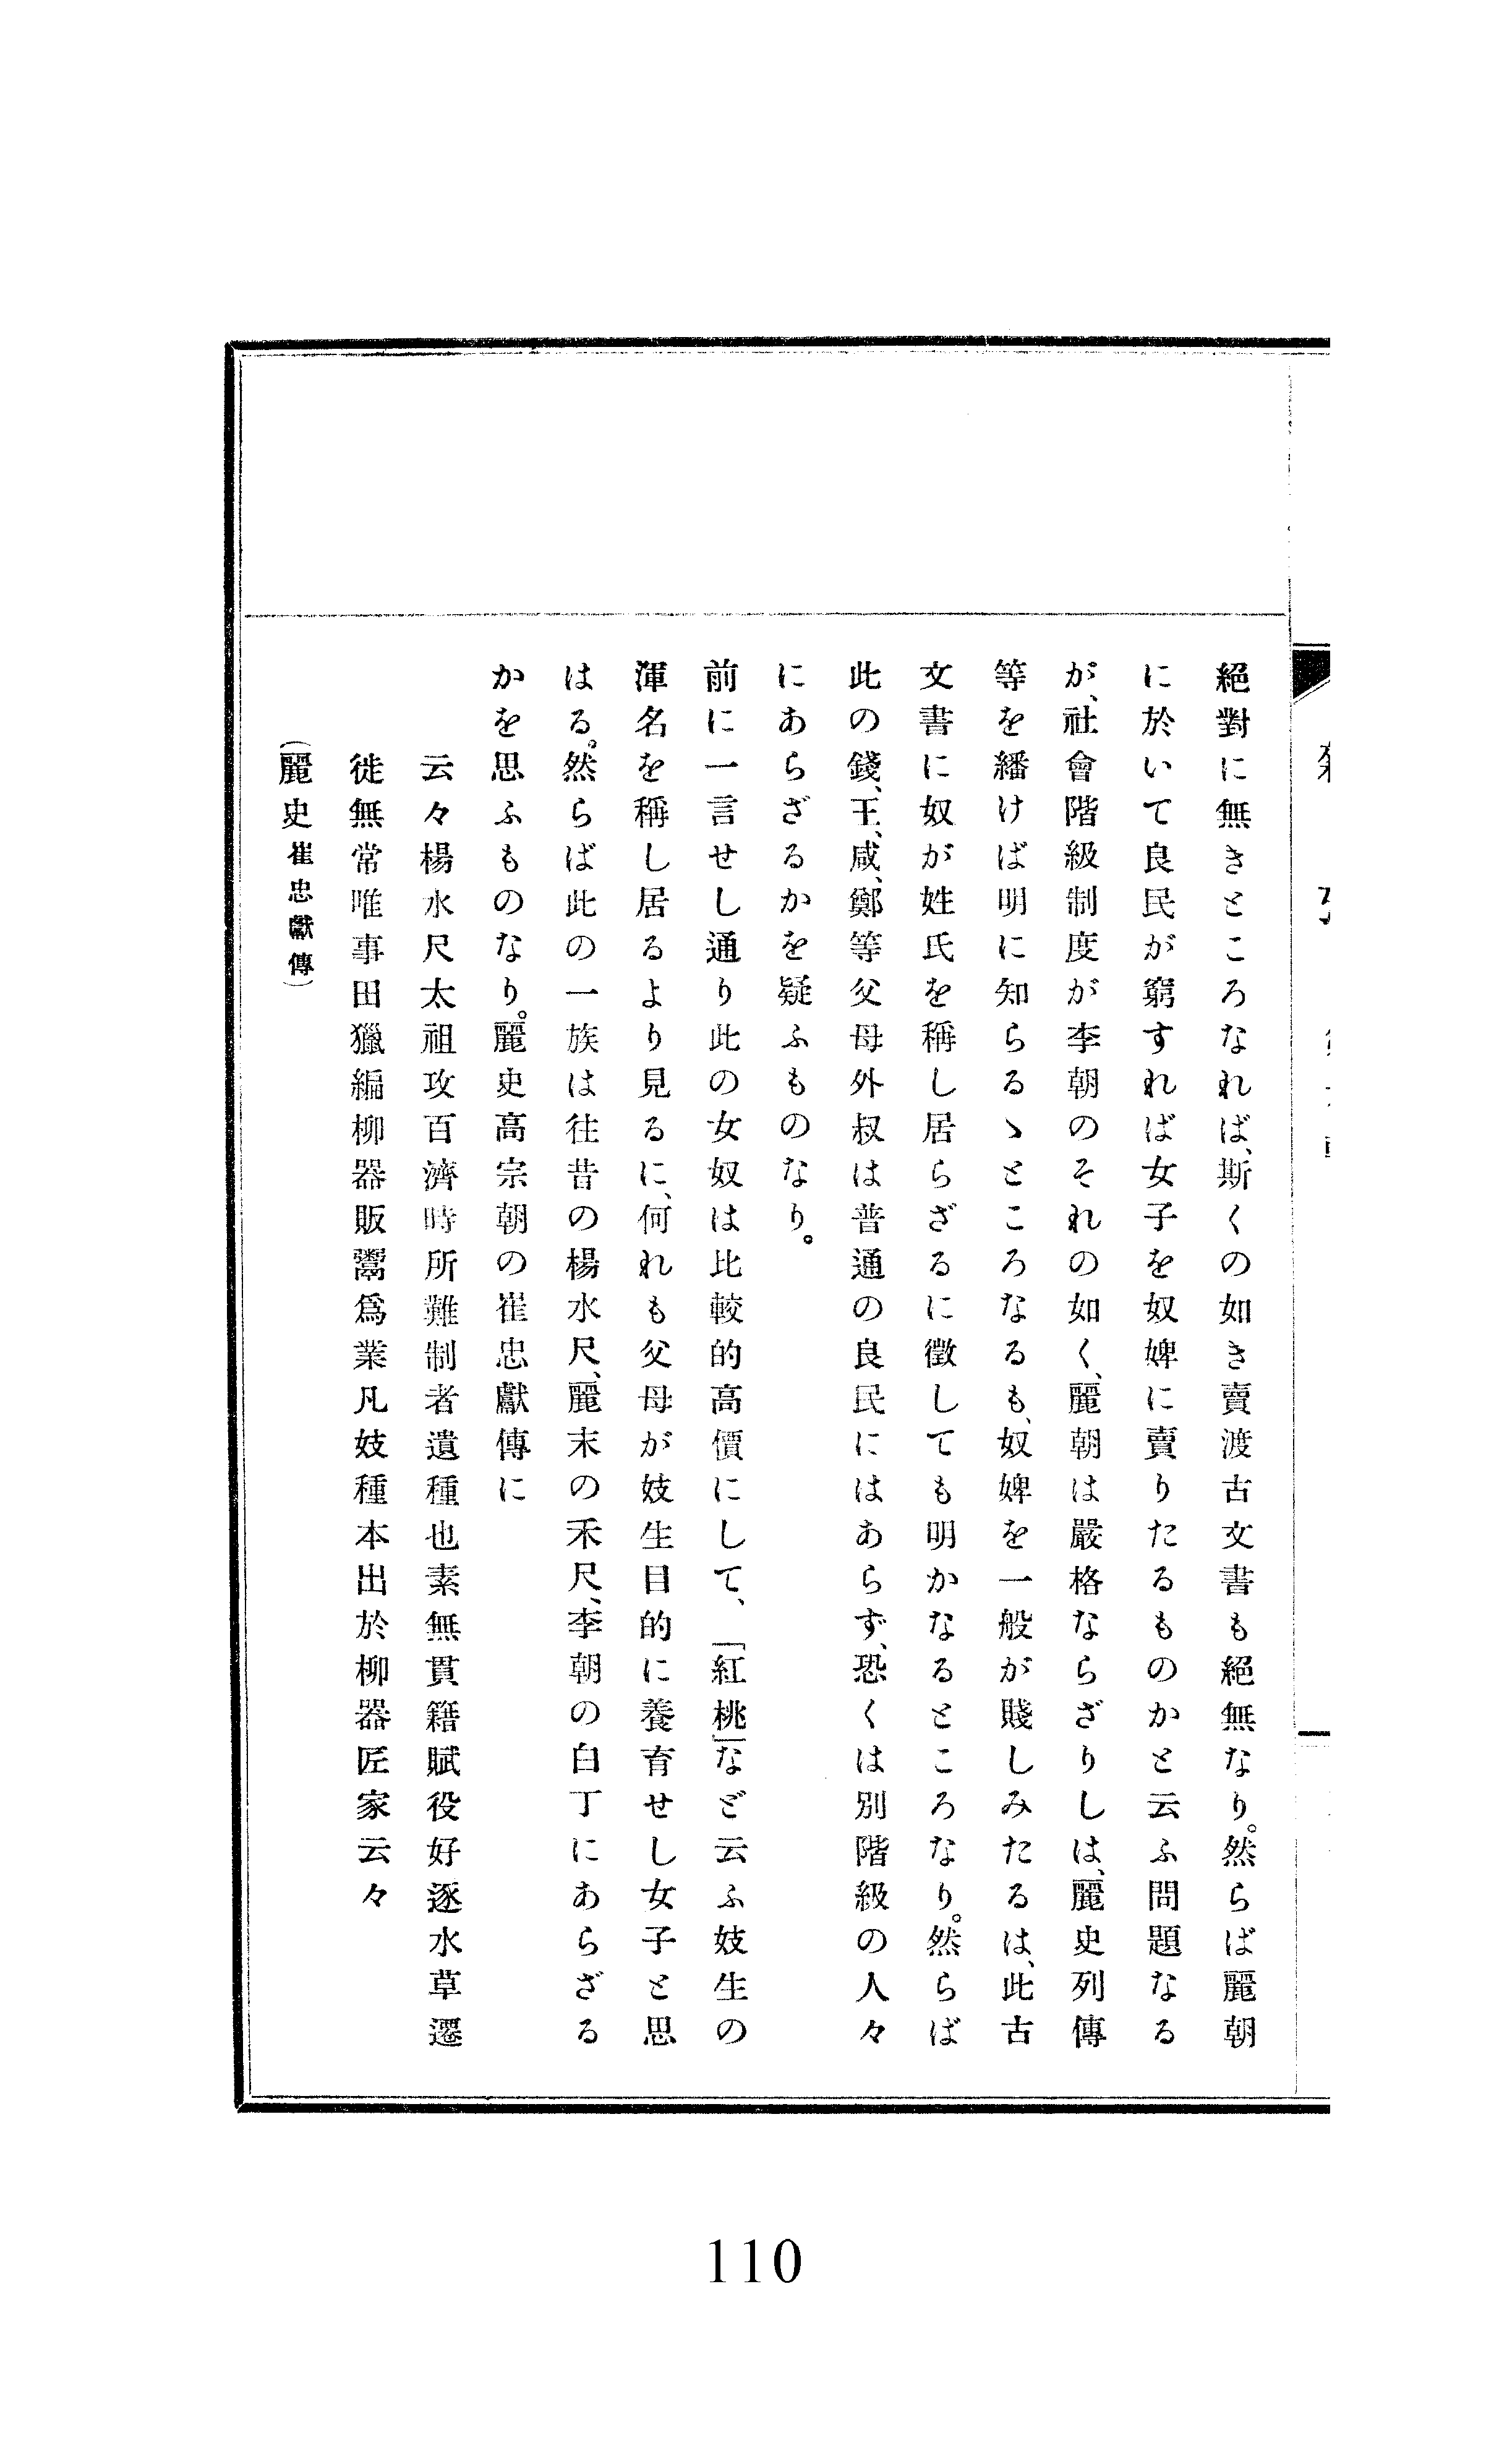 絕對に無きところなれば、斯くの如き賣渡古文書も絕無なり。然らば麗朝
に於いて良民が窮すれば女子を奴婢に賣りたるものかと云ふ問題なる
が、社會階級制度が李朝のそれの如く、麗朝は嚴格ならざりしは、麗史列傳
等を繙けば明に知らるゝところなるも、奴婢を一般が賤しみたるは、此古
文書に奴が姓氏を稱し居らざるに徵しても明かなるところなり。然らば
此の錢、王、咸、鄭等父母外叔は普通の良民にはあらず、恐くは別階級の人々
にあらざるかを疑ふものなり。
前に一言せし通り此の女奴は比較的高價にして、「紅桃」など云ふ妓生の
渾名を稱し居るより見るに、何れも父母が妓生目的に養育せし女子と思
はる。然らば此の一族は往昔の楊水尺、麗末の禾尺、李朝の白丁にあらざる
かを思ふものなり。麗史高宗朝の崔忠獻傳に
云々楊水尺太祖攻百濟時所難制者遺種也素無貫籍賦役好逐水草遷
徙無常唯事田獵編柳器販鬻爲業凡妓種本出於柳器匠家云々
（麗史崔忠獻傳）
110